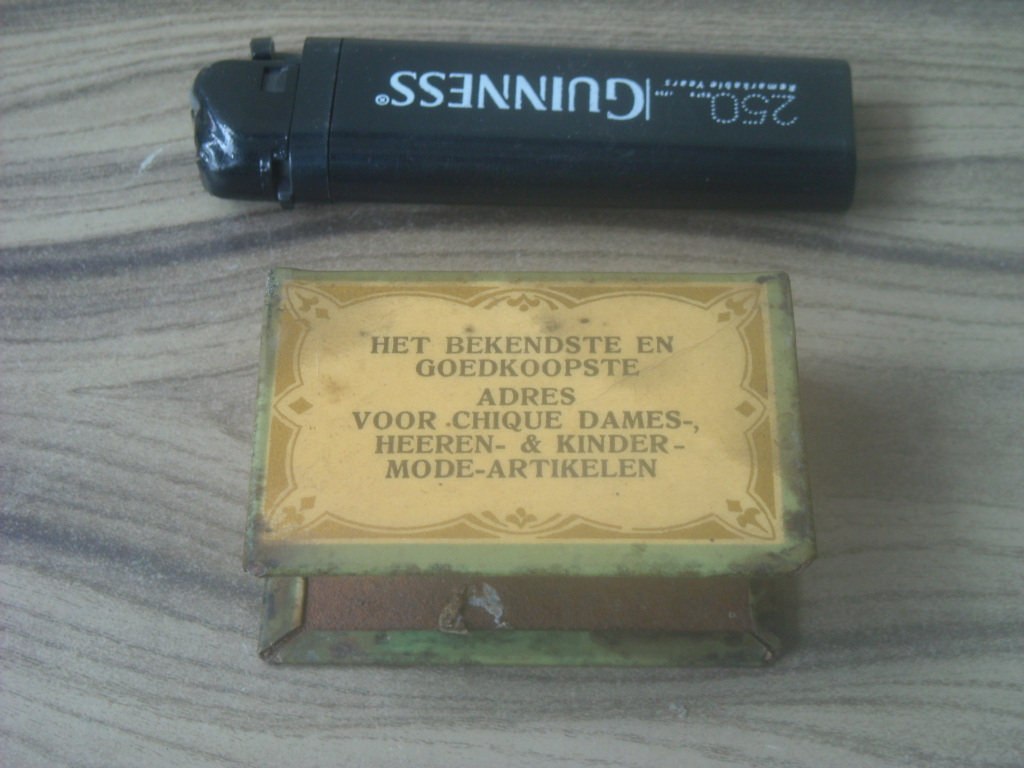 GUINNESS®
250
Remarkable Years
HET BEKENDSTE EN
GOEDKOOPSTE
ADRES
VOOR CHIQUE DAMES-,
HEEREN- & KINDER-
MODE-ARTIKELEN